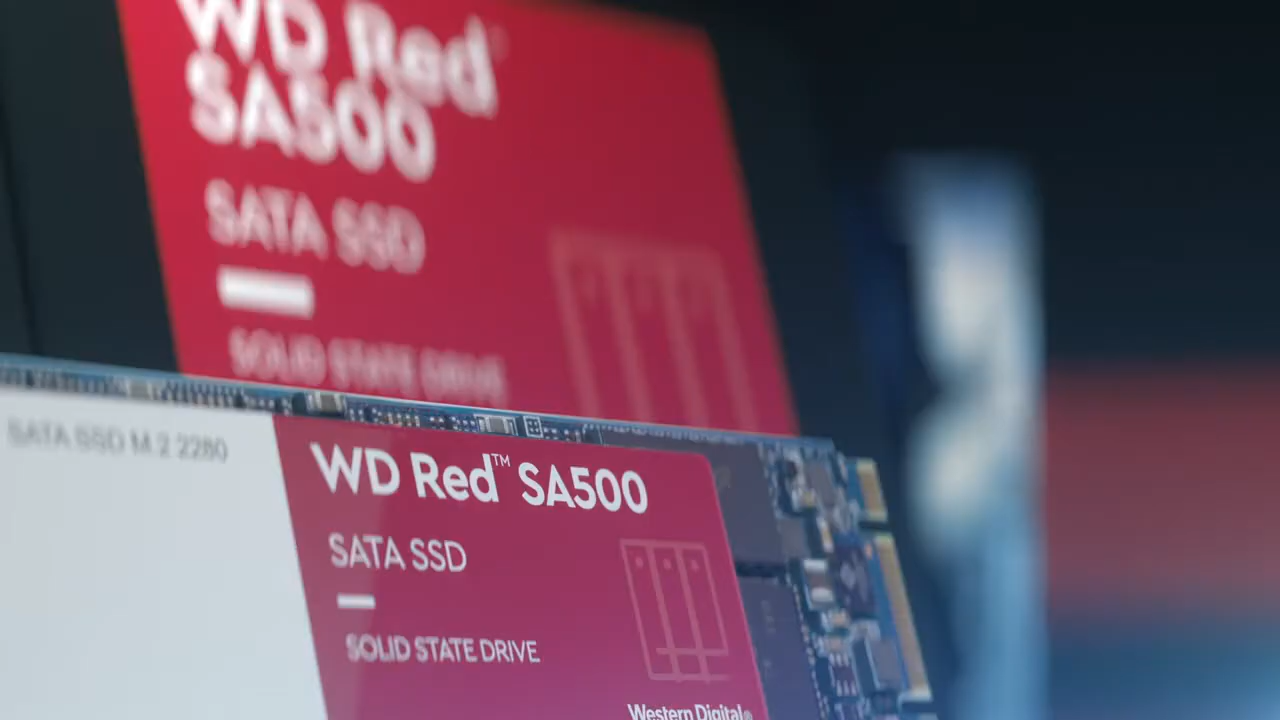 WD Red
SA500
SATA SSD
SOLID STATE DRIVE
SATA SSD M.2 2280
WD Red™ SA500
SATA SSD
SOLID STATE DRIVE
Western Digital®